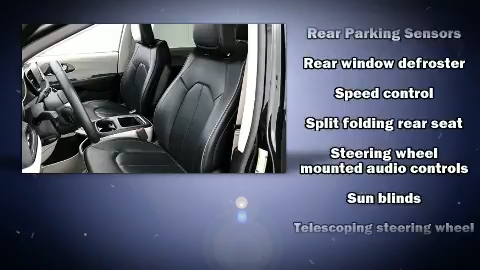 Rear Parking Sensors
Rear window defroster
Speed control
Split folding rear seat
Steering wheel
mounted audio controls
Sun blinds
Telescoping steering wheel